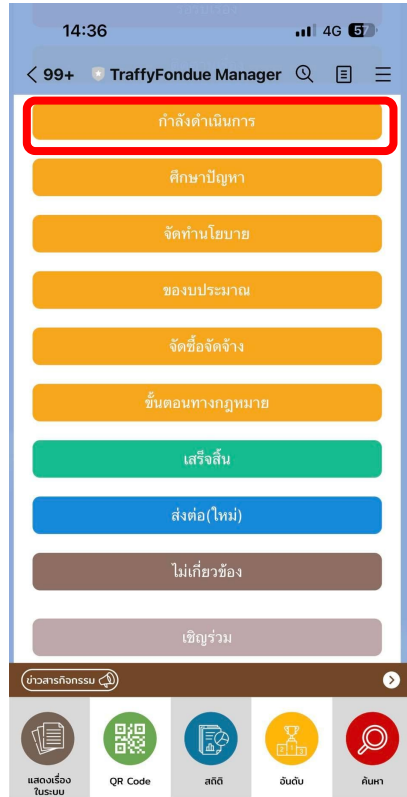 14:36
4G 57
99+ TraffyFondue Manager
กำลังดำเนินการ
ศึกษาปัญหา
จัดทำนโยบาย
ของบประมาณ
จัดซื้อจัดจ้าง
ขั้นตอนทางกฎหมาย
เสร็จสิ้น
ส่งต่อ(ใหม่)
ไม่เกี่ยวข้อง
เชิญร่วม
ข่าวสารกิจกรรม
แสดงเรื่อง
ในระบบ
QR Code
สถิติ
อันดับ
ค้นหา